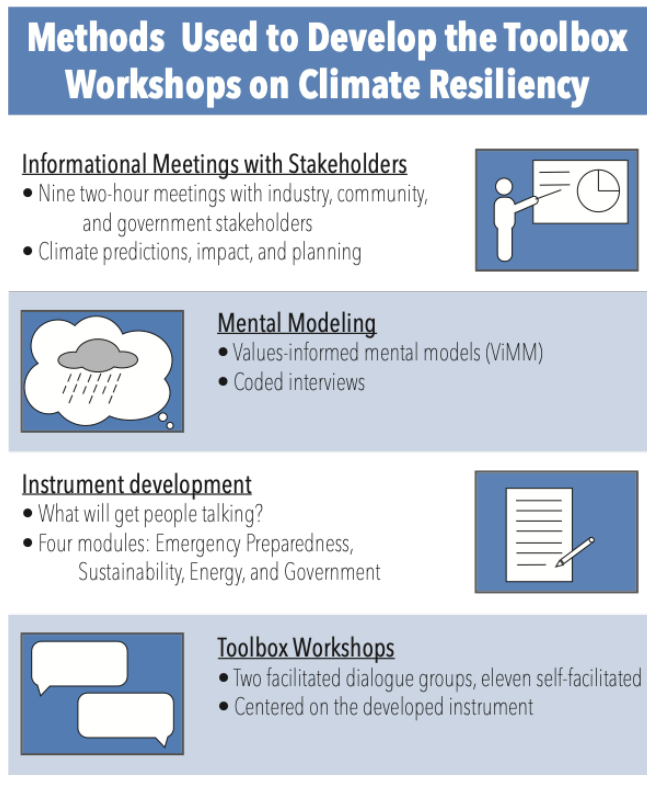 Methods Used to Develop the Toolbox
Workshops on Climate Resiliency
Informational Meetings with Stakeholders
• Nine two-hour meetings with industry, community,
and government stakeholders
• Climate predictions, impact, and planning
Mental Modeling
• Values-informed mental models (ViMM)
• Coded interviews
Instrument development
• What will get people talking?
• Four modules: Emergency Preparedness,
Sustainability, Energy, and Government
Toolbox Workshops
• Two facilitated dialogue groups, eleven self-facilitated
• Centered on the developed instrument